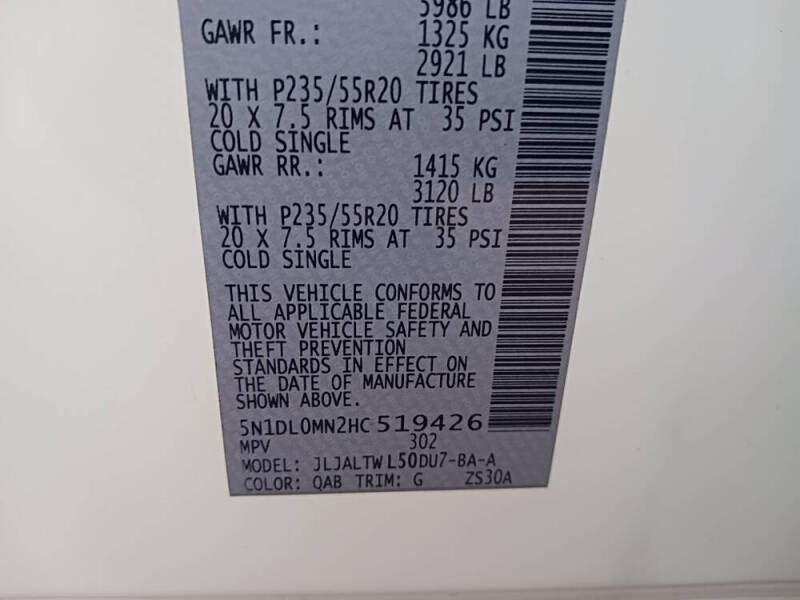 5986 LB
GAWR FR.: 1325 KG
2921 LB
WITH P235/55R20 TIRES
20 X 7.5 RIMS AT 35 PSI
COLD SINGLE
GAWR RR.: 1415 KG
3120 LB
WITH P235/55R20 TIRES
20 X 7.5 RIMS AT 35 PSI
COLD SINGLE
THIS VEHICLE CONFORMS TO
ALL APPLICABLE FEDERAL
MOTOR VEHICLE SAFETY AND
THEFT PREVENTION
STANDARDS IN EFFECT ON
THE DATE OF MANUFACTURE
SHOWN ABOVE.
5N1DL0MN2HC519426
MPV 302
MODEL: JLJALTWL50DU7-BA-A
COLOR: QAB TRIM: G ZS30A